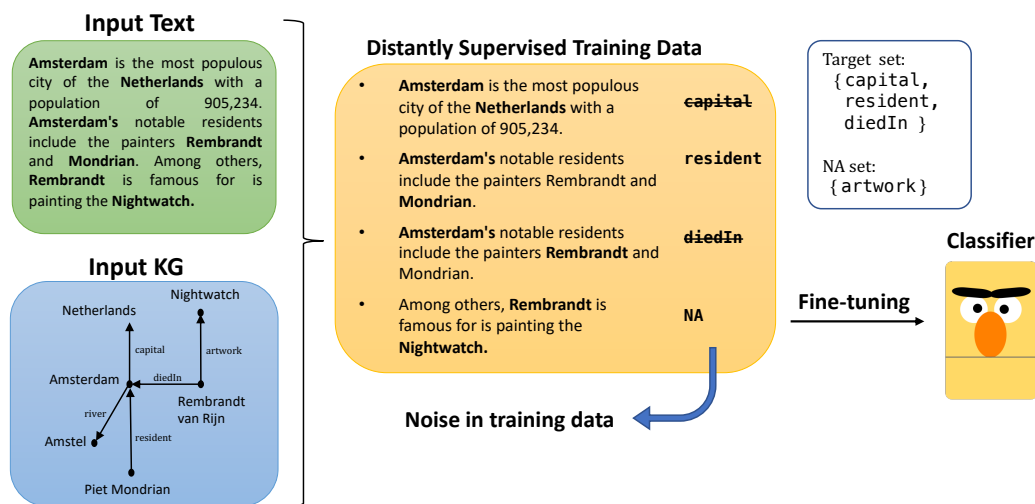 Input Text
Amsterdam is the most populous
city of the Netherlands with a
population of 905,234.
Amsterdam's notable residents
include the painters Rembrandt
and Mondrian. Among others,
Rembrandt is famous for is
painting the Nightwatch.
Input KG
Nightwatch
Netherlands
capital
artwork
Amsterdam
diedIn
Rembrandt
van Rijn
river
Amstel
resident
Piet Mondrian
Distantly Supervised Training Data
• Amsterdam is the most populous
city of the Netherlands with a
population of 905,234.
capital
• Amsterdam's notable residents
include the painters Rembrandt and
Mondrian.
resident
• Amsterdam's notable residents
include the painters Rembrandt and
Mondrian.
diedIn
• Among others, Rembrandt is
famous for is painting the
Nightwatch.
NA
Noise in training data
Target set:
{capital,
resident,
diedIn }
NA set:
{artwork}
Fine-tuning
Classifier